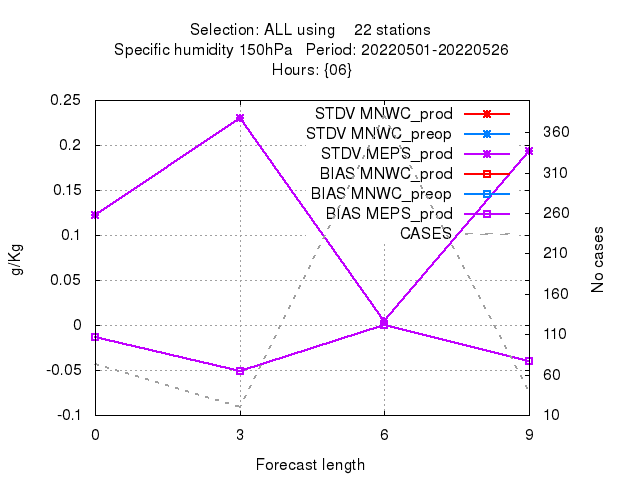 Selection: ALL using 22 stations
Specific humidity 150hPa Period: 20220501-20220526
Hours: {06}
0.25
0.2
0.15
0.1
0.05
0
-0.05
-0.1
g/Kg
STDV MNWC_prod
STDV MNWC_preop
STDV MEPS_prod
BIAS MNWC_prod
BIAS MNWC_preop
BIAS MEPS_prod
CASES
360
310
260
210
160
110
60
10
No cases
0 3 6 9
Forecast length